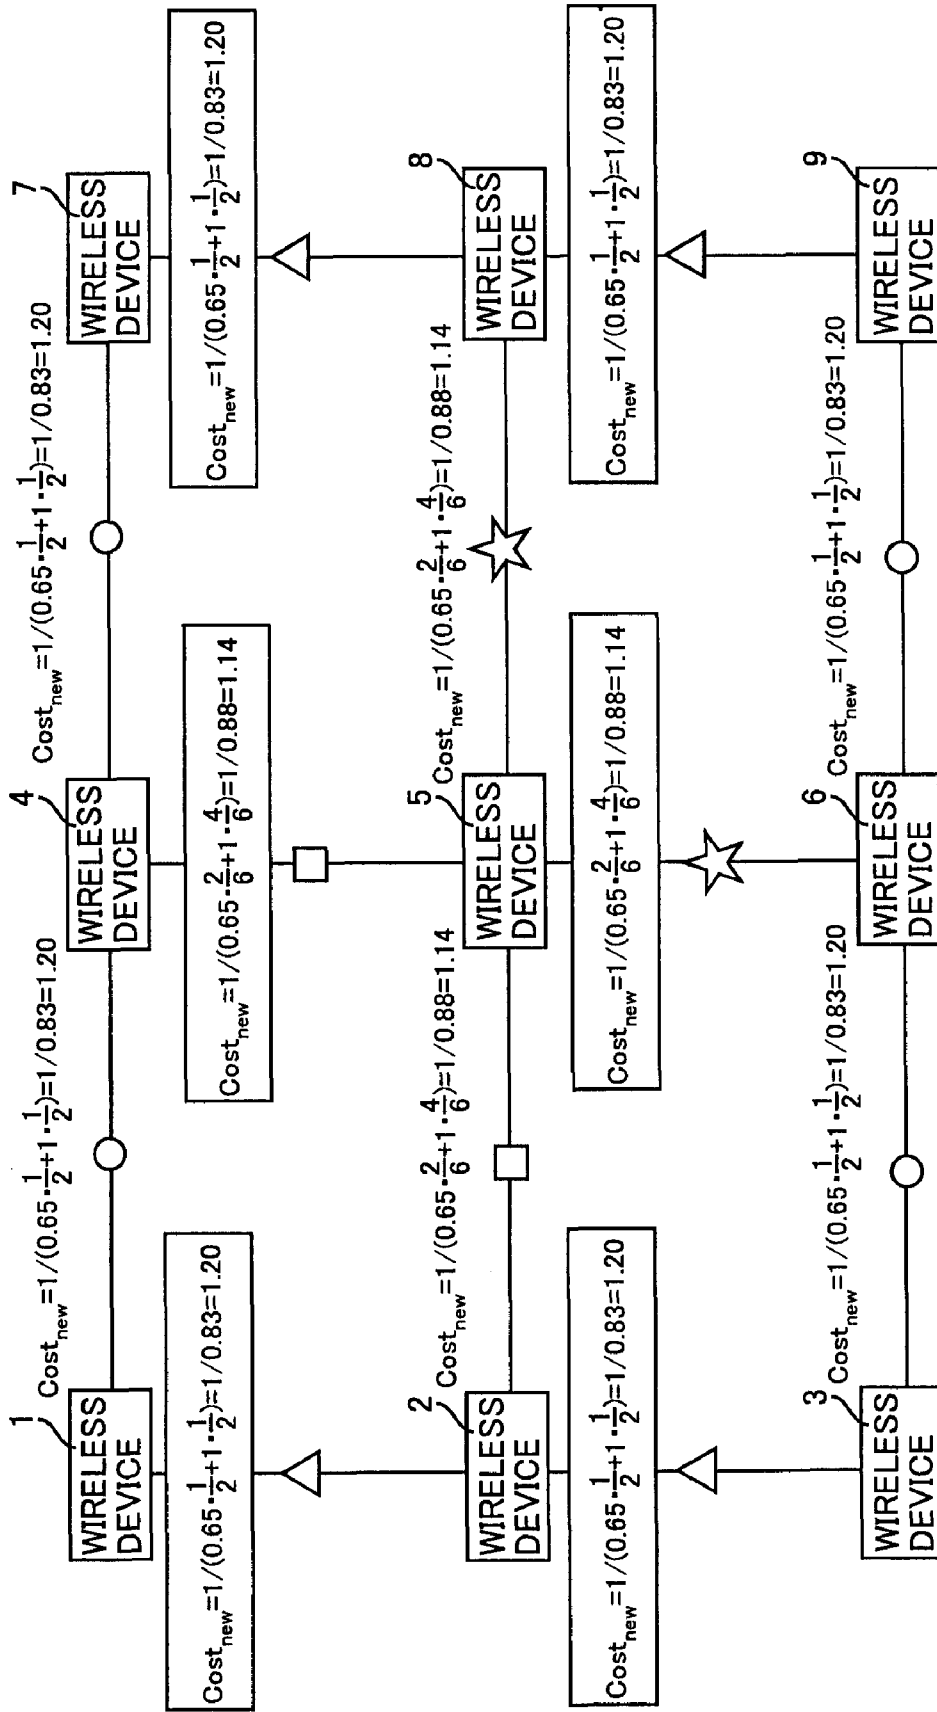 1
Cost_new=1/(0.65·1/2+1·1/2)=1/0.83=1.20
4
Cost_new=1/(0.65·1/2+1·1/2)=1/0.83=1.20
7
WIRELESS
DEVICE
WIRELESS
DEVICE
WIRELESS
DEVICE
Cost_new=1/(0.65·1/2+1·1/2)=1/0.83=1.20
Cost_new=1/(0.65·2/6+1·4/6)=1/0.88=1.14
Cost_new=1/(0.65·1/2+1·1/2)=1/0.83=1.20
2
Cost_new=1/(0.65·2/6+1·4/6)=1/0.88=1.14
5
Cost_new=1/(0.65·2/6+1·4/6)=1/0.88=1.14
8
WIRELESS
DEVICE
WIRELESS
DEVICE
WIRELESS
DEVICE
Cost_new=1/(0.65·1/2+1·1/2)=1/0.83=1.20
Cost_new=1/(0.65·2/6+1·4/6)=1/0.88=1.14
Cost_new=1/(0.65·1/2+1·1/2)=1/0.83=1.20
3
Cost_new=1/(0.65·1/2+1·1/2)=1/0.83=1.20
6
Cost_new=1/(0.65·1/2+1·1/2)=1/0.83=1.20
9
WIRELESS
DEVICE
WIRELESS
DEVICE
WIRELESS
DEVICE